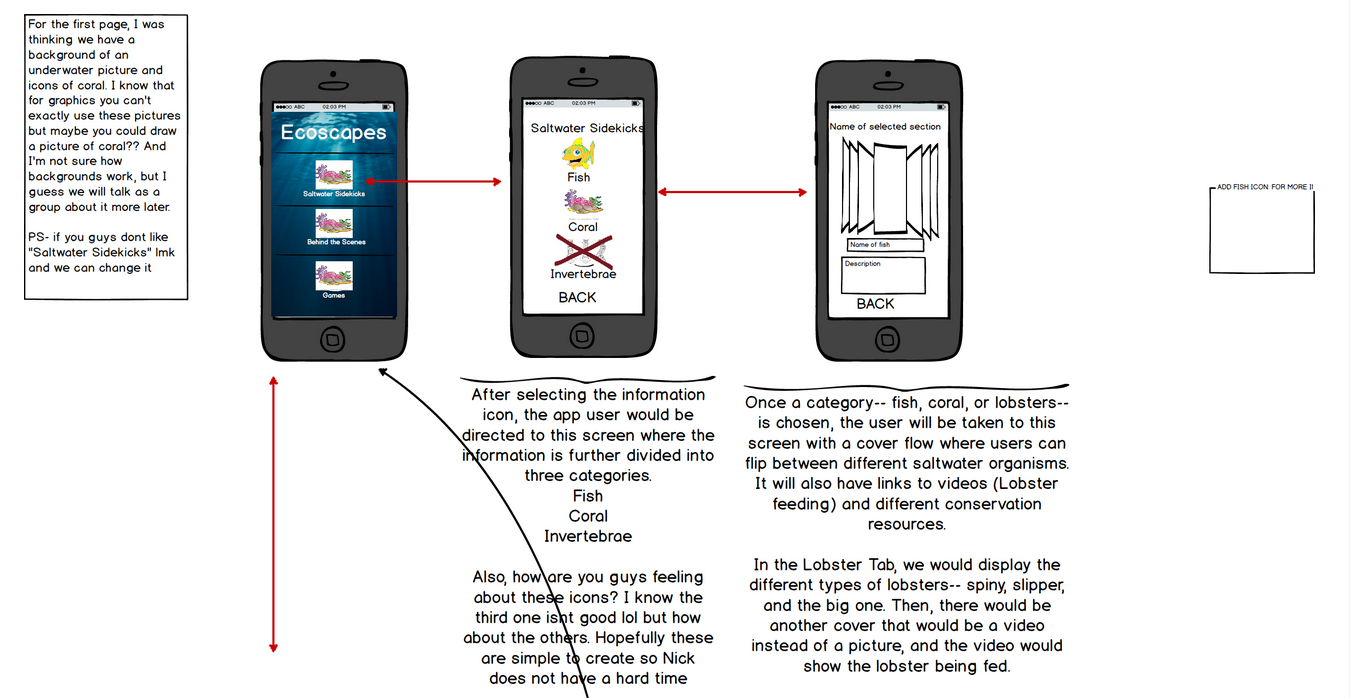 For the first page, I was
thinking we have a
background of an
underwater picture and
icons of coral. I know that
for graphics you can't
exactly use these pictures
but maybe you could draw
a picture of coral?? And
I'm not sure how
backgrounds work, but I
guess we will talk as a
group about it more later.
PS- if you guys dont like
"Saltwater Sidekicks" lmk
and we can change it
ABC 02:03 PM
Ecoscapes
Saltwater Sidekicks
Behind the Scenes
Games
ABC 02:03 PM
Saltwater Sidekicks
Fish
Coral
Invertebrae
BACK
ABC 02:03 PM
Name of selected section
Name of fish
Description
BACK
ADD FISH ICON: FOR MORE I
After selecting the information
icon, the app user would be
directed to this screen where the
information is further divided into
three categories.
Fish
Coral
Invertebrae
Also, how are you guys feeling
about these icons? I know the
third one isnt good lol but how
about the others. Hopefully these
are simple to create so Nick
does not have a hard time
Once a category-- fish, coral, or lobsters--
is chosen, the user will be taken to this
screen with a cover flow where users can
flip between different saltwater organisms.
It will also have links to videos (Lobster
feeding) and different conservation
resources.
In the Lobster Tab, we would display the
different types of lobsters-- spiny, slipper,
and the big one. Then, there would be
another cover that would be a video
instead of a picture, and the video would
show the lobster being fed.